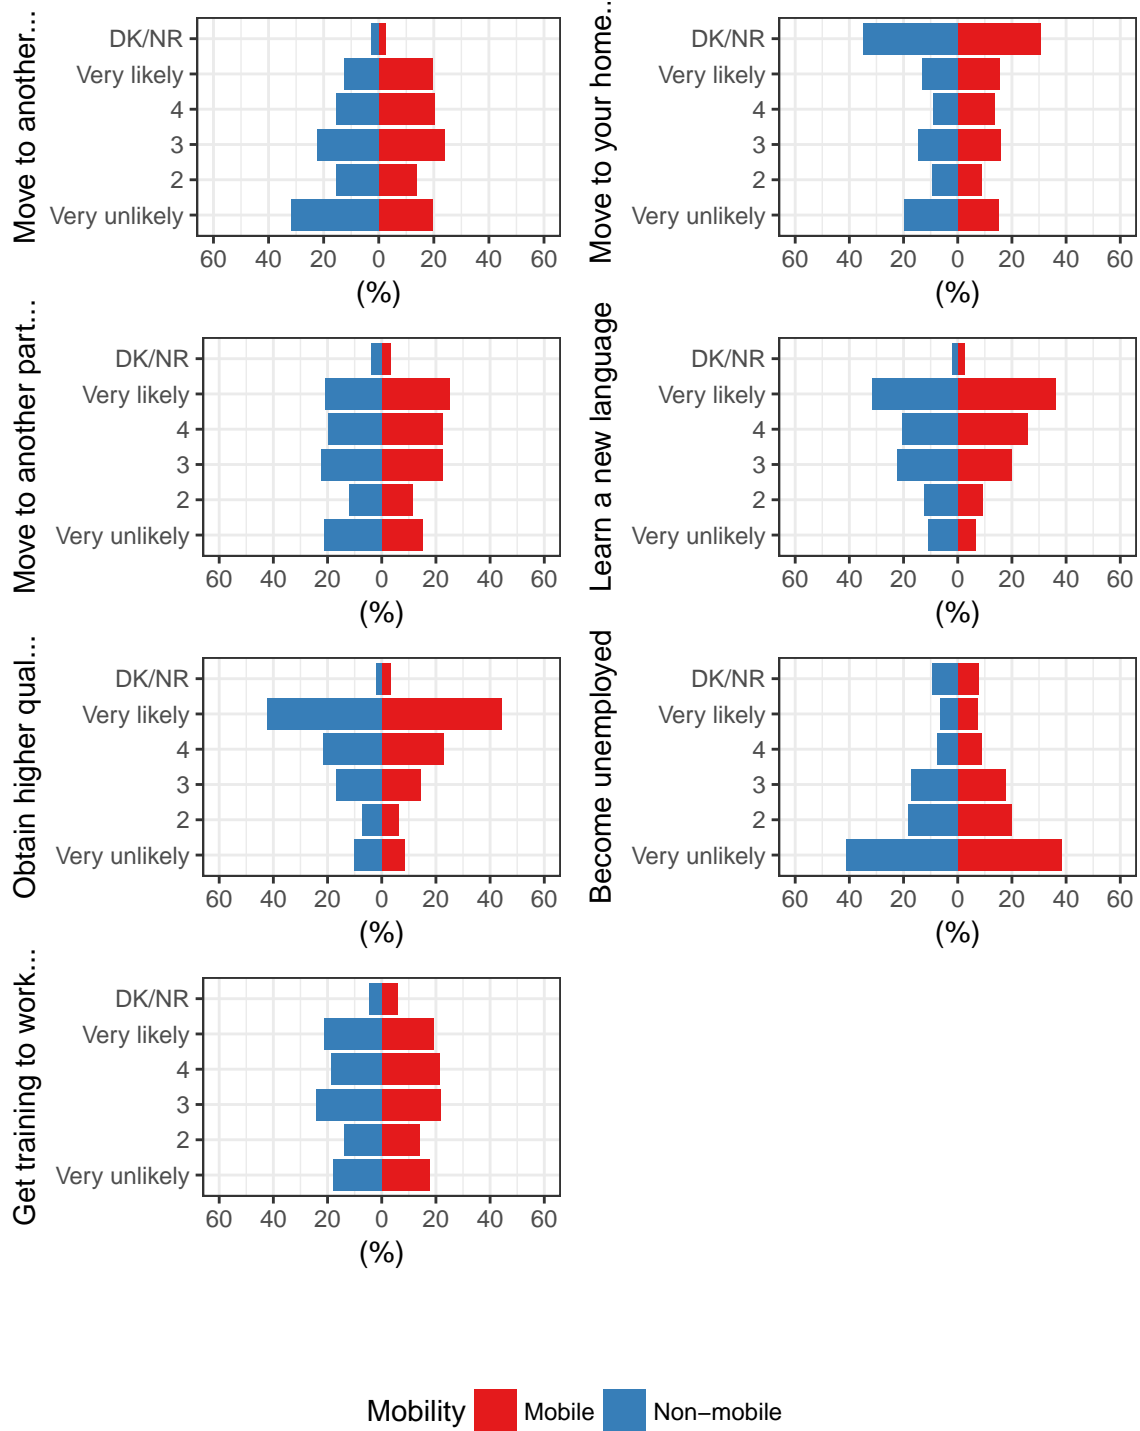 Move to another...
DK/NR
Very likely
4
3
2
Very unlikely
60 40 20 0 20 40 60
(%)
Move to your home...
DK/NR
Very likely
4
3
2
Very unlikely
60 40 20 0 20 40 60
(%)
Move to another part...
DK/NR
Very likely
4
3
2
Very unlikely
60 40 20 0 20 40 60
(%)
Learn a new language
DK/NR
Very likely
4
3
2
Very unlikely
60 40 20 0 20 40 60
(%)
Obtain higher qual...
DK/NR
Very likely
4
3
2
Very unlikely
60 40 20 0 20 40 60
(%)
Become unemployed
DK/NR
Very likely
4
3
2
Very unlikely
60 40 20 0 20 40 60
(%)
Get training to work...
DK/NR
Very likely
4
3
2
Very unlikely
60 40 20 0 20 40 60
(%)
Mobility Mobile Non−mobile